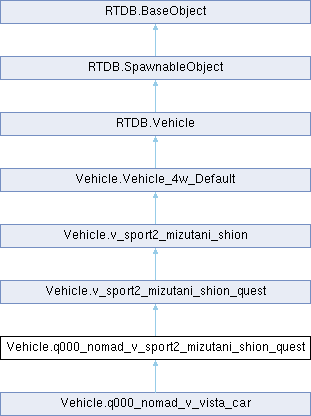 RTDB.BaseObject
RTDB.SpawnableObject
RTDB.Vehicle
Vehicle.Vehicle_4w_Default
Vehicle.v_sport2_mizutani_shion
Vehicle.v_sport2_mizutani_shion_quest
Vehicle.q000_nomad_v_sport2_mizutani_shion_quest
Vehicle.q000_nomad_v_vista_car